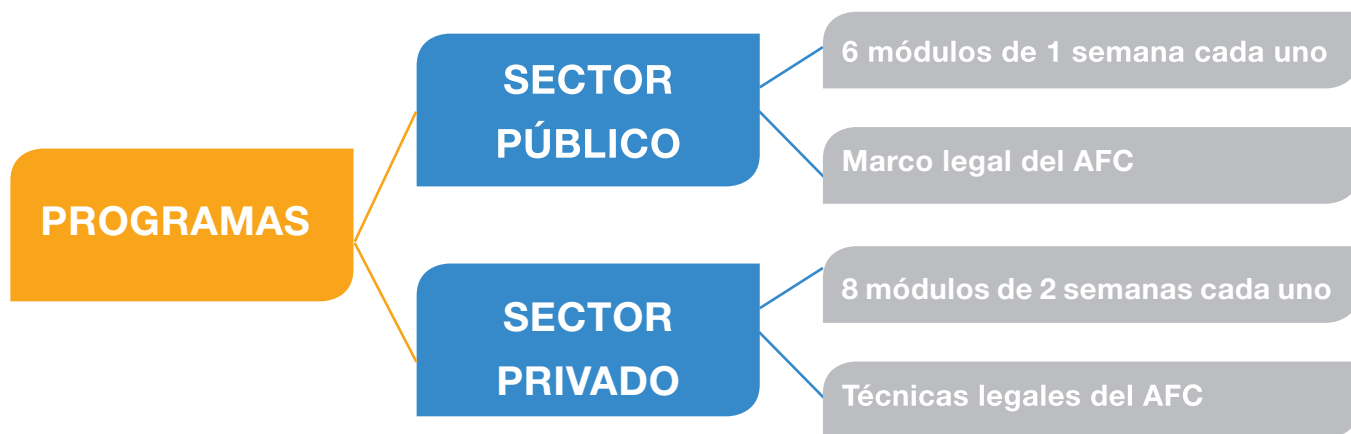 PROGRAMAS
SECTOR
PÚBLICO
6 módulos de 1 semana cada uno
Marco legal del AFC
SECTOR
PRIVADO
8 módulos de 2 semanas cada uno
Técnicas legales del AFC